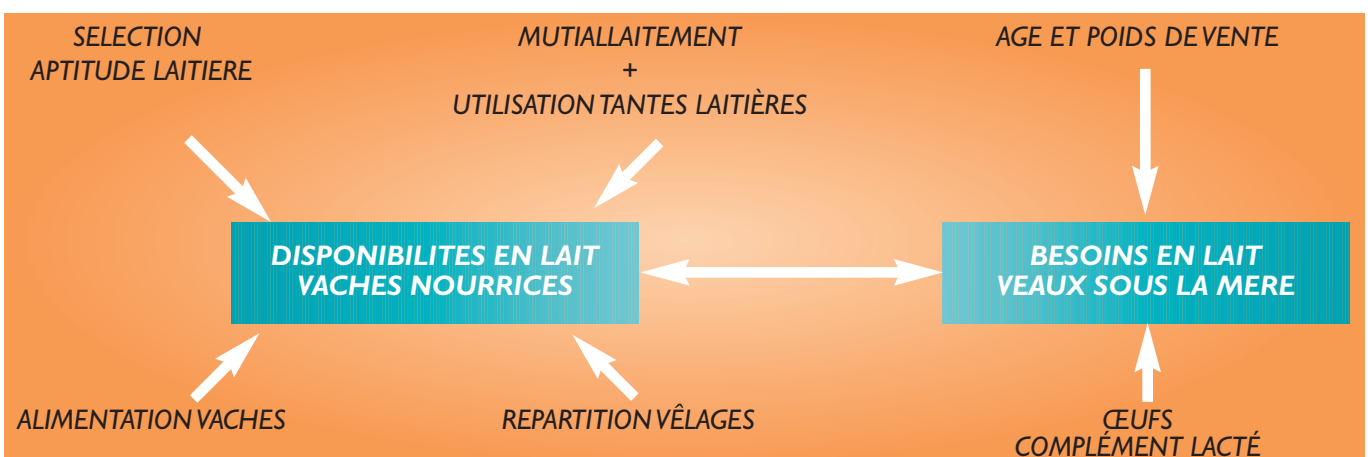 SELECTION
APTITUDE LAITIERE
MUTIALLAITEMENT
+
UTILISATION TANTES LAITIÈRES
AGE ET POIDS DE VENTE
DISPONIBILITES EN LAIT
VACHES NOURRICES
BESOINS EN LAIT
VEAUX SOUS LA MERE
ALIMENTATION VACHES
REPARTITION VÊLAGES
ŒUFS
COMPLÉMENT LACTÉ